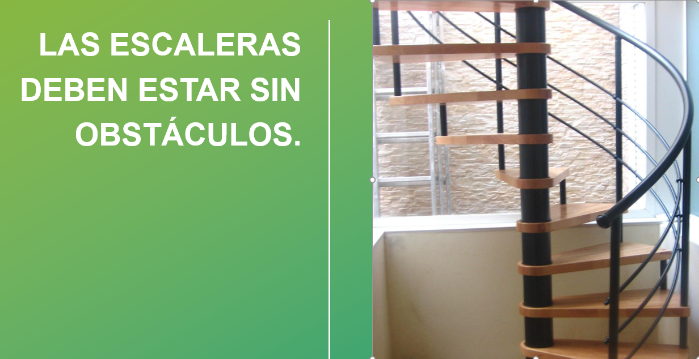 LAS ESCALERAS
DEBEN ESTAR SIN
OBSTÁCULOS.